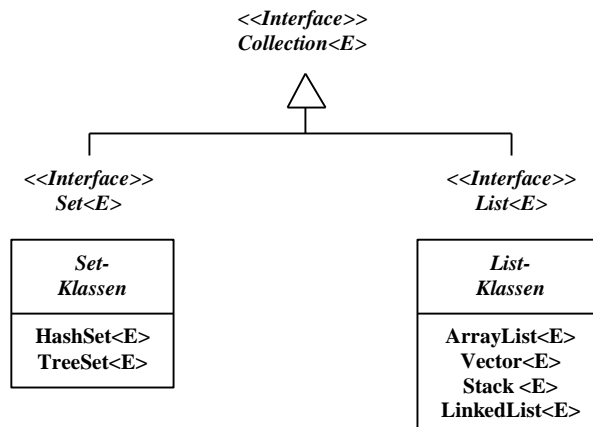 <<Interface>>
Collection<E>
<<Interface>>
Set<E>
<<Interface>>
List<E>
Set-
Klassen
HashSet<E>
TreeSet<E>
List-
Klassen
ArrayList<E>
Vector<E>
Stack <E>
LinkedList<E>